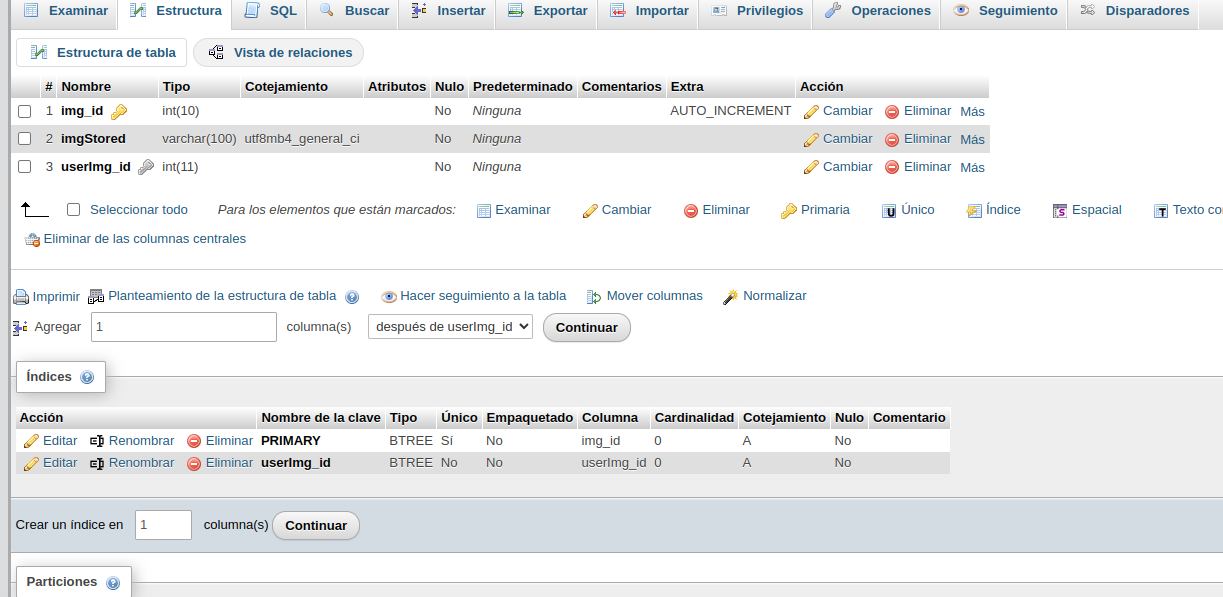 Examinar Estructura SQL Buscar Insertar Exportar Importar Privilegios Operaciones Seguimiento Disparadores
Estructura de tabla Vista de relaciones
# Nombre Tipo Cotejamiento Atributos Nulo Predeterminado Comentarios Extra Acción
1 img_id int(10) No Ninguna AUTO_INCREMENT Cambiar Eliminar Más
2 imgStored varchar(100) utf8mb4_general_ci No Ninguna Cambiar Eliminar Más
3 userImg_id int(11) No Ninguna Cambiar Eliminar Más
Seleccionar todo Para los elementos que están marcados: Examinar Cambiar Eliminar Primaria Único Índice Espacial Texto co
Eliminar de las columnas centrales
Imprimir Planteamiento de la estructura de tabla Hacer seguimiento a la tabla Mover columnas Normalizar
Agregar 1 columna(s) después de userImg_id Continuar
Índices
Acción Nombre de la clave Tipo Único Empaquetado Columna Cardinalidad Cotejamiento Nulo Comentario
Editar Renombrar Eliminar PRIMARY BTREE Sí No img_id 0 A No
Editar Renombrar Eliminar userImg_id BTREE No No userImg_id 0 A No
Crear un índice en 1 columna(s) Continuar
Particiones